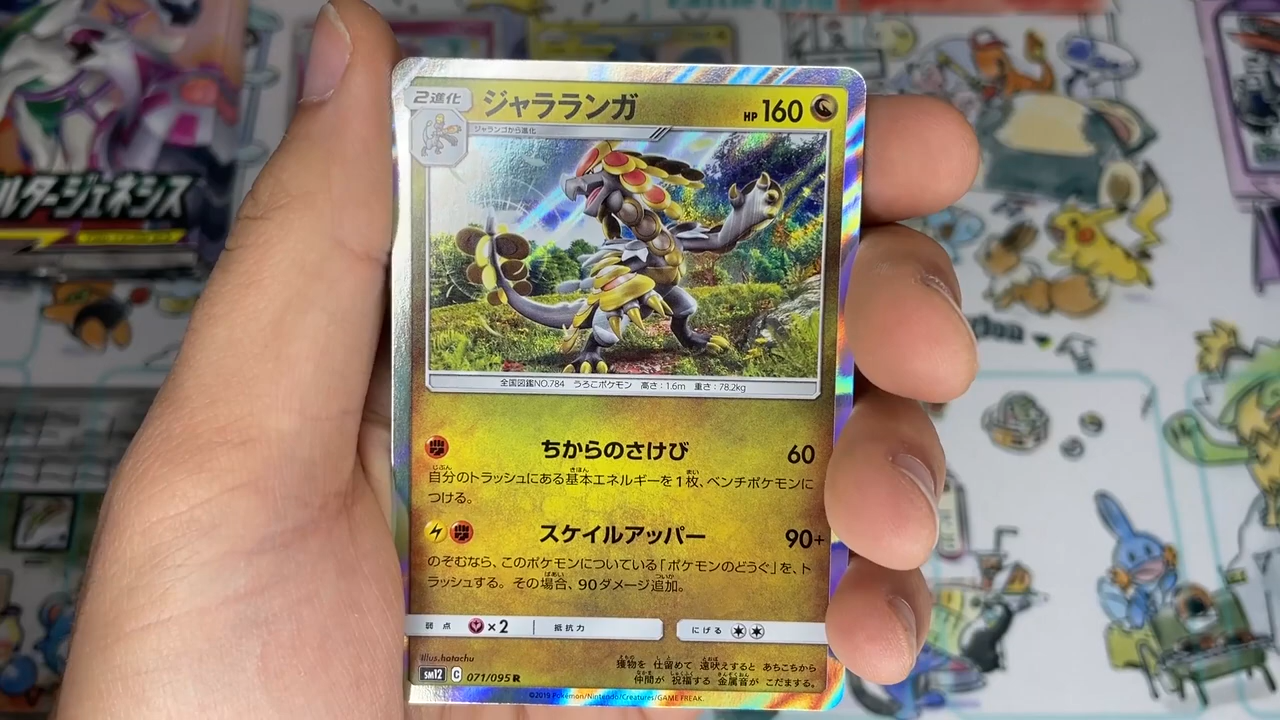 2進化 ジャラランガ HP 160
ジャランゴから進化
ルタージェネシス
全国図鑑NO.784 うろこポケモン 高さ:1.6m 重さ:78.2kg
ちからのさけび 60
自分のトラッシュにある基本エネルギーを1枚、ベンチポケモンに
つける。
スケイルアッパー 90+
のぞむなら、このポケモンについている「ポケモンのどうぐ」を、ト
ラッシュする。その場合、90ダメージ追加。
弱点 ×2 抵抗力 にげる
Illus.hatachu
獲物を 仕留めて 遠吠えすると あちこちから
仲間が 祝福する 金属音が こだまする。
sm12 C 071/095 R
©2019 Pokémon/Nintendo/Creatures/GAME FREAK.